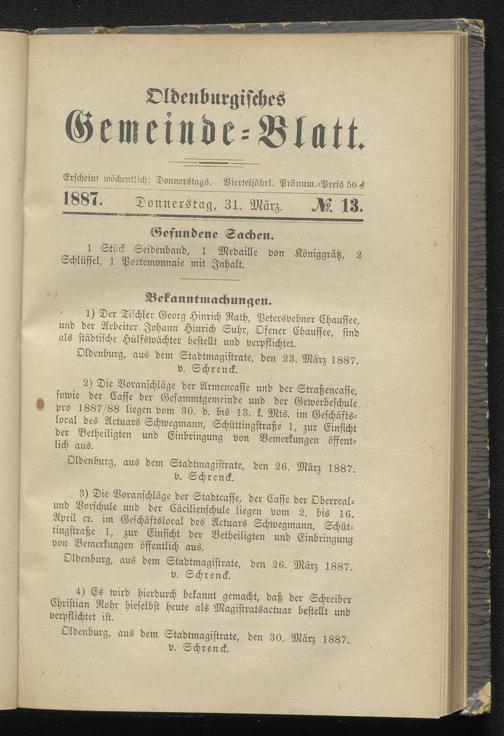 Oldenburgisches
Gemeinde=Blatt.
Erscheint wöchentlich: Donnerstags. Vierteljährl. Pränum.=Preis 50 ₰
1887. Donnerstag, 31. März. №. 13.
Gefundene Sachen.
1 Stück Seidenband, 1 Medaille von Königgrätz, 2
Schlüssel, 1 Portemonnaie mit Inhalt.
Bekanntmachungen.
1) Der Tischler Georg Hinrich Rath, Petersvehner Chaussee,
und der Arbeiter Johann Hinrich Suhr, Ofener Chaussee, sind
als städtische Hülfswächter bestellt und verpflichtet.
Oldenburg, aus dem Stadtmagistrate, den 23. März 1887.
v. Schrenck.
2) Die Voranschläge der Armencasse und der Straßencasse,
sowie der Casse der Gesammtgemeinde und der Gewerbeschule
pro 1887/88 liegen vom 30. d. bis 13. k. Mts. im Geschäfts-
local des Actuars Schwegmann, Schüttingstraße 1, zur Einsicht
der Betheiligten und Einbringung von Bemerkungen öffent-
lich aus.
Oldenburg, aus dem Stadtmagistrate, den 26. März 1887.
v. Schrenck.
3) Die Voranschläge der Stadtcasse, der Casse der Oberreal-
und Vorschule und der Cäcilienschule liegen vom 2. bis 16.
April cr. im Geschäftslocal des Actuars Schwegmann, Schüt-
tingstraße 1, zur Einsicht der Betheiligten und Einbringung
von Bemerkungen öffentlich aus.
Oldenburg, aus dem Stadtmagistrate, den 26. März 1887.
v. Schrenck.
4) Es wird hierdurch bekannt gemacht, daß der Schreiber
Christian Rohr hieselbst heute als Magistratsactuar bestellt und
verpflichtet ist.
Oldenburg, aus dem Stadtmagistrate, den 30. März 1887.
v. Schrenck.